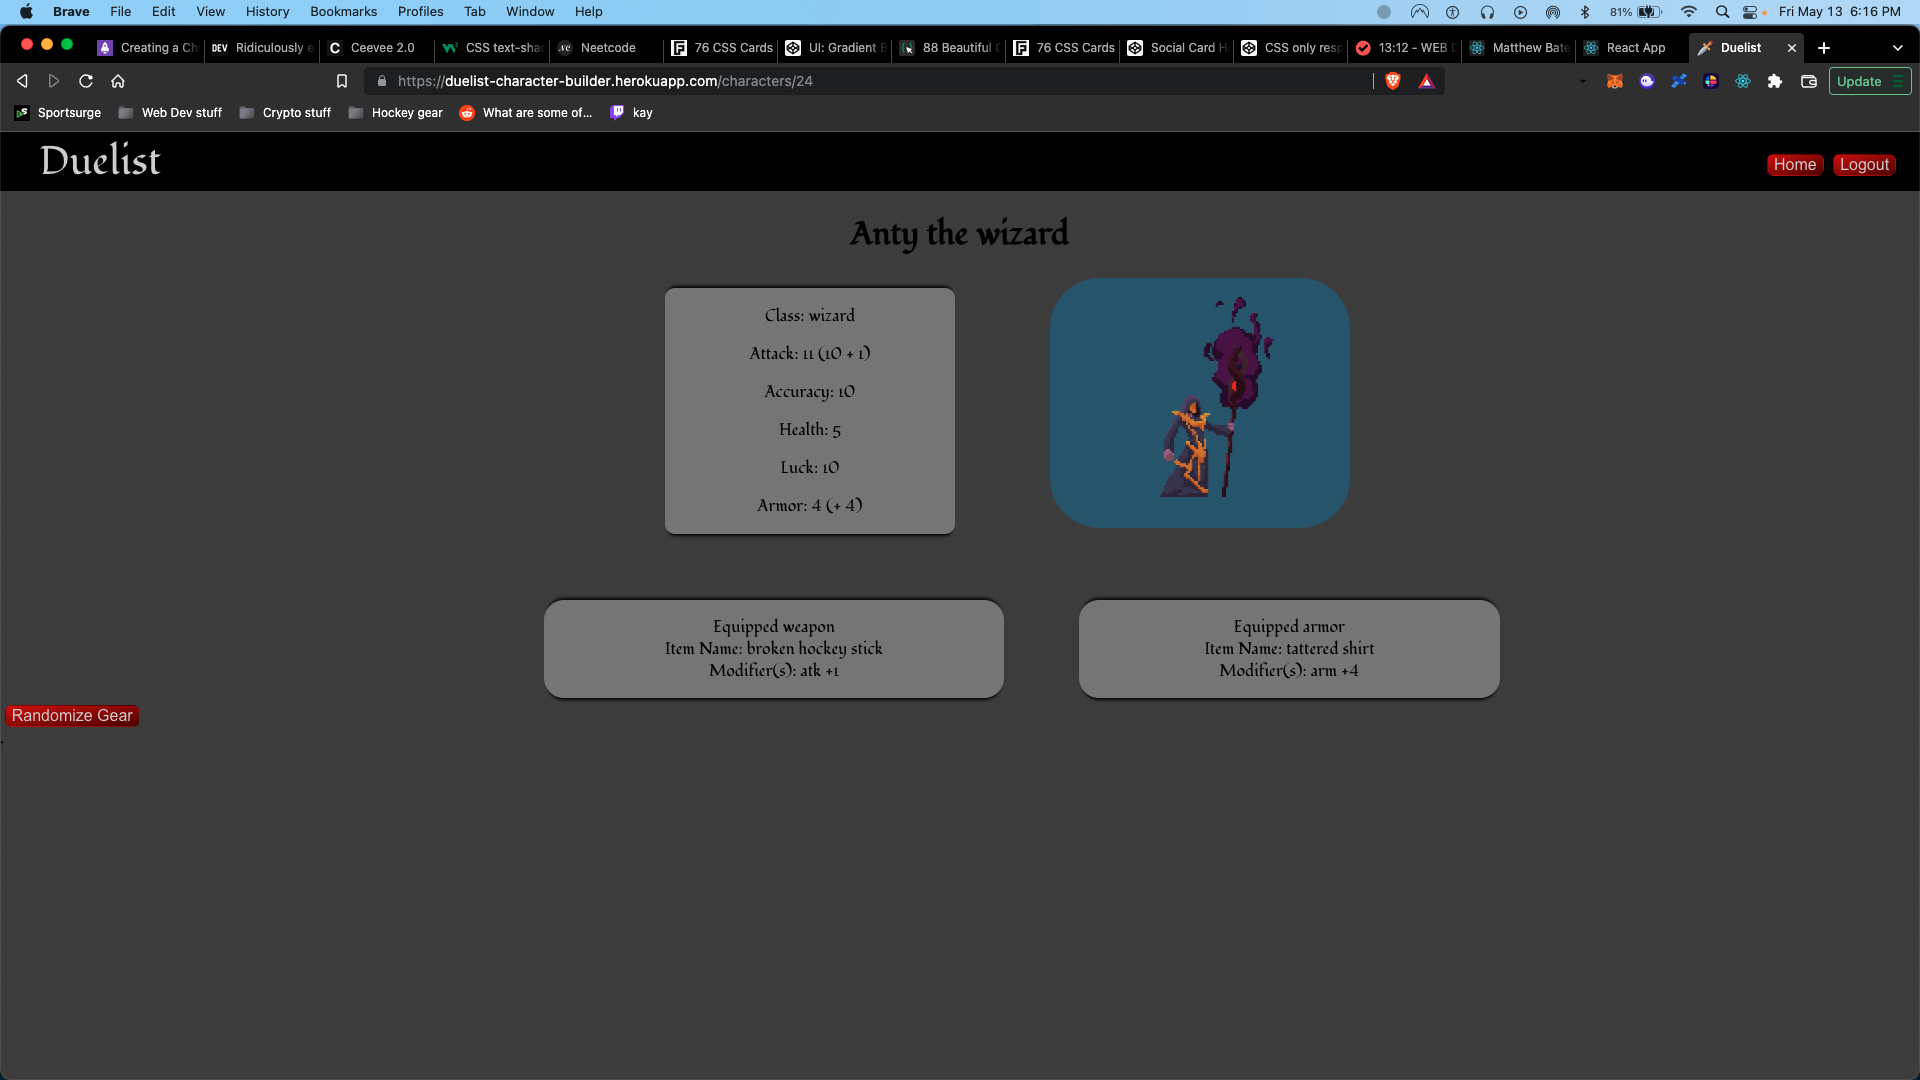 Brave File Edit View History Bookmarks Profiles Tab Window Help 81% Fri May 13 6:16 PM
Creating a Ch DEV Ridiculously e C Ceevee 2.0 CSS text-shad Neetcode 76 CSS Cards UI: Gradient B 88 Beautiful 76 CSS Cards Social Card H CSS only resp 13:12 - WEB Matthew Bate React App Duelist
https://duelist-character-builder.herokuapp.com/characters/24 Update
Sportsurge Web Dev stuff Crypto stuff Hockey gear What are some of... kay
Duelist
Home Logout
Anty the wizard
Class: wizard
Attack: 11 (10 + 1)
Accuracy: 10
Health: 5
Luck: 10
Armor: 4 (+ 4)
Equipped weapon
Item Name: broken hockey stick
Modifier(s): atk +1
Equipped armor
Item Name: tattered shirt
Modifier(s): arm +4
Randomize Gear